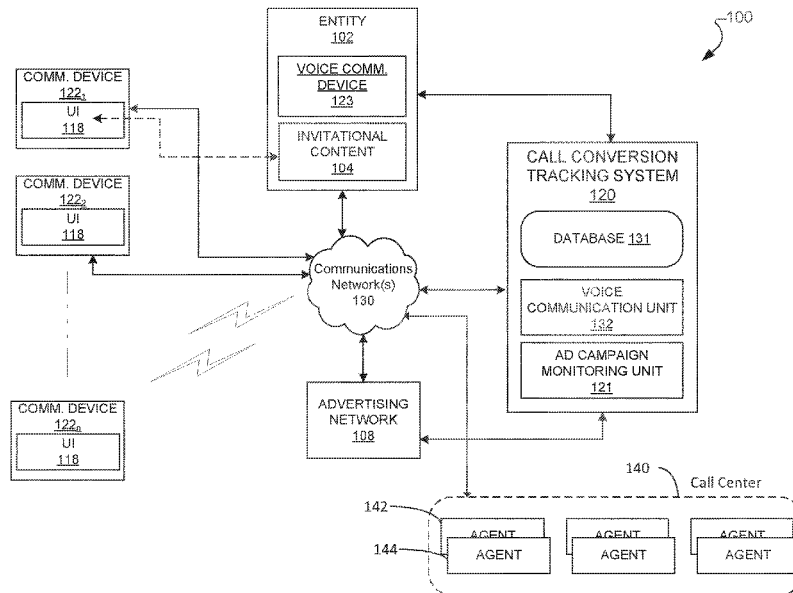 100
ENTITY
102
VOICE COMM.
DEVICE
123
INVITATIONAL
CONTENT
104
COMM. DEVICE
122₁
UI
118
COMM. DEVICE
122₂
UI
118
COMM. DEVICE
122ₙ
UI
118
Communications
Network(s)
130
ADVERTISING
NETWORK
108
CALL CONVERSION
TRACKING SYSTEM
120
DATABASE 131
VOICE
COMMUNICATION UNIT
132
AD CAMPAIGN
MONITORING UNIT
121
140
Call Center
142
144
AGENT
AGENT
AGENT
AGENT
AGENT
AGENT